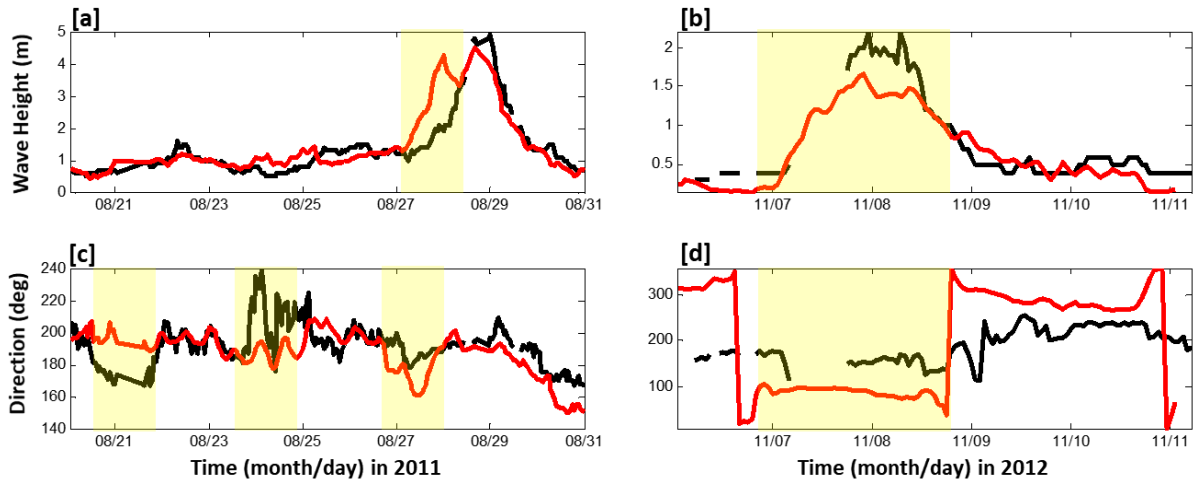 [a]
[b]
Wave Height (m)
5
4
3
2
1
0
08/21 08/23 08/25 08/27 08/29 08/31
2
1.5
1
0.5
11/07 11/08 11/09 11/10 11/11
[c]
[d]
Direction (deg)
240
220
200
180
160
140
08/21 08/23 08/25 08/27 08/29 08/31
300
200
100
11/07 11/08 11/09 11/10 11/11
Time (month/day) in 2011
Time (month/day) in 2012